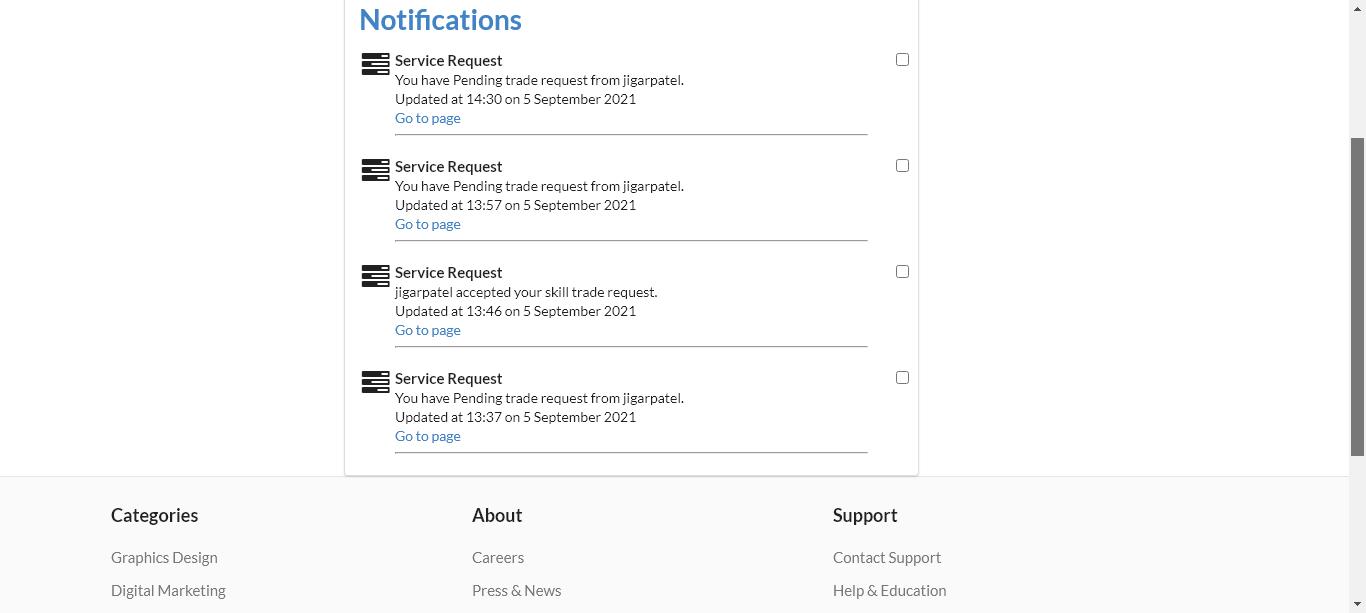 Notifications
Service Request
You have Pending trade request from jigarpatel.
Updated at 14:30 on 5 September 2021
Go to page
Service Request
You have Pending trade request from jigarpatel.
Updated at 13:57 on 5 September 2021
Go to page
Service Request
jigarpatel accepted your skill trade request.
Updated at 13:46 on 5 September 2021
Go to page
Service Request
You have Pending trade request from jigarpatel.
Updated at 13:37 on 5 September 2021
Go to page
Categories
Graphics Design
Digital Marketing
About
Careers
Press & News
Support
Contact Support
Help & Education